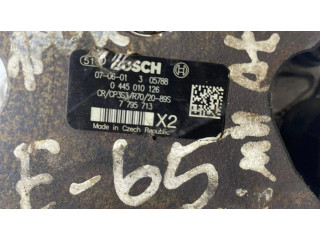 510 BOSCH
07-06-01 3 05788
0 445 010 126
CR/CP3S3/R70/20-89S
7 795 713
X2
Made in Czech Republic
E-65